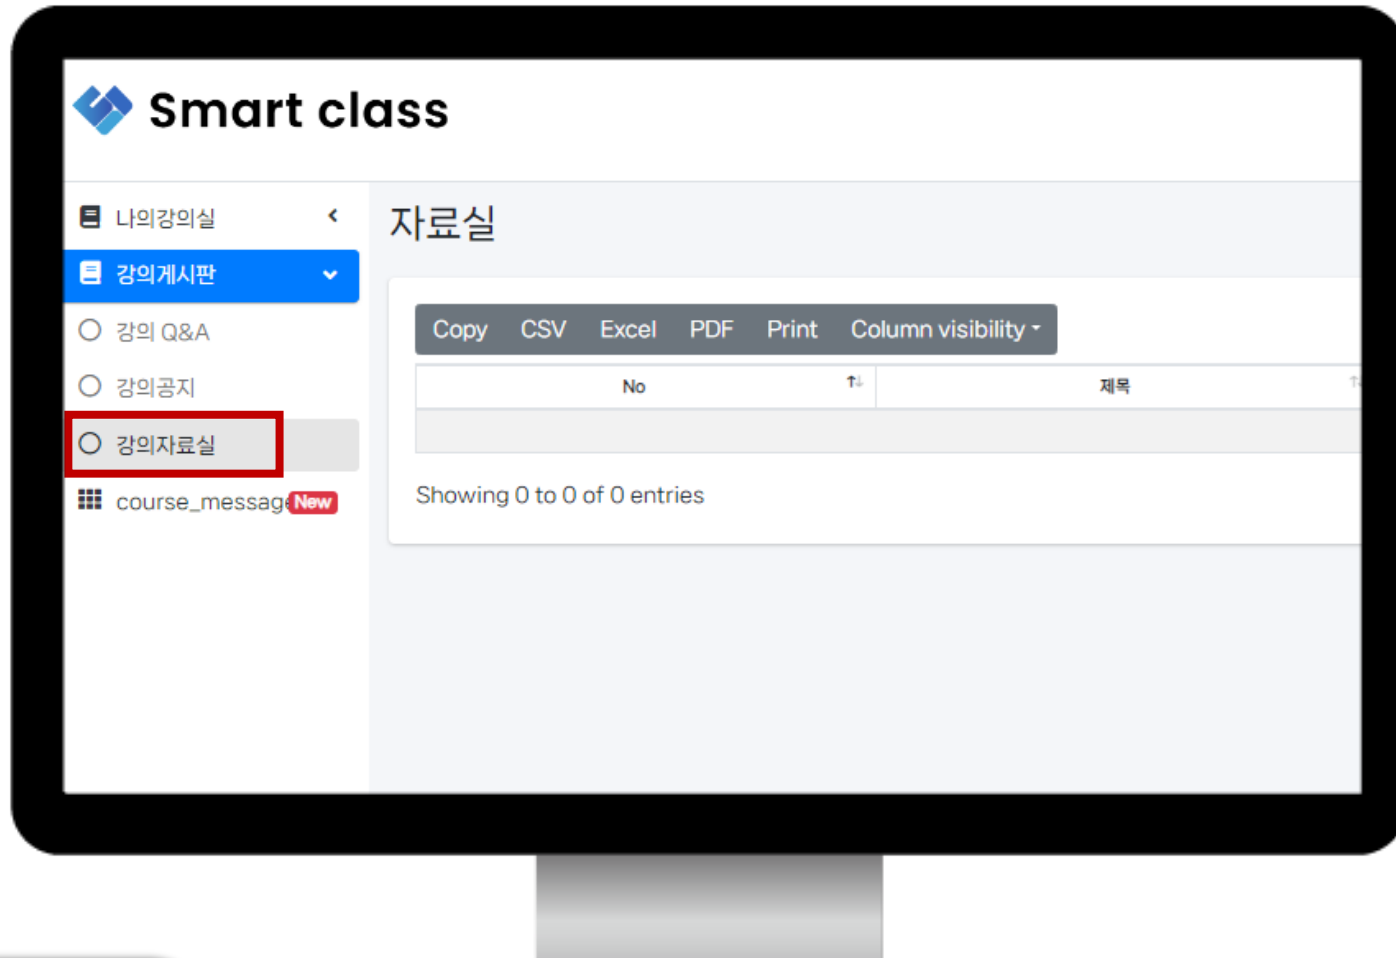 Smart class
나의강의실
강의게시판
강의 Q&A
강의공지
강의자료실
course_message New
자료실
Copy CSV Excel PDF Print Column visibility
No 제목
Showing 0 to 0 of 0 entries